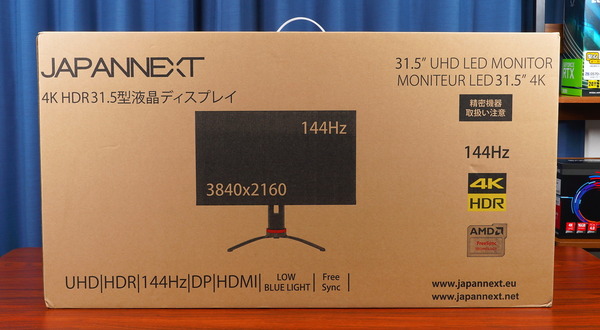 JAPANNEXT
4K HDR31.5型液晶ディスプレイ
31.5" UHD LED MONITOR
MONITEUR LED 31.5" 4K
精密機器
取扱い注意
144Hz
3840x2160
144Hz
4K
HDR
AMD
FreeSync
UHD|HDR|144Hz|DP|HDMI|
LOW
BLUE LIGHT
Free
Sync
www.japannext.eu
www.japannext.net
RTX